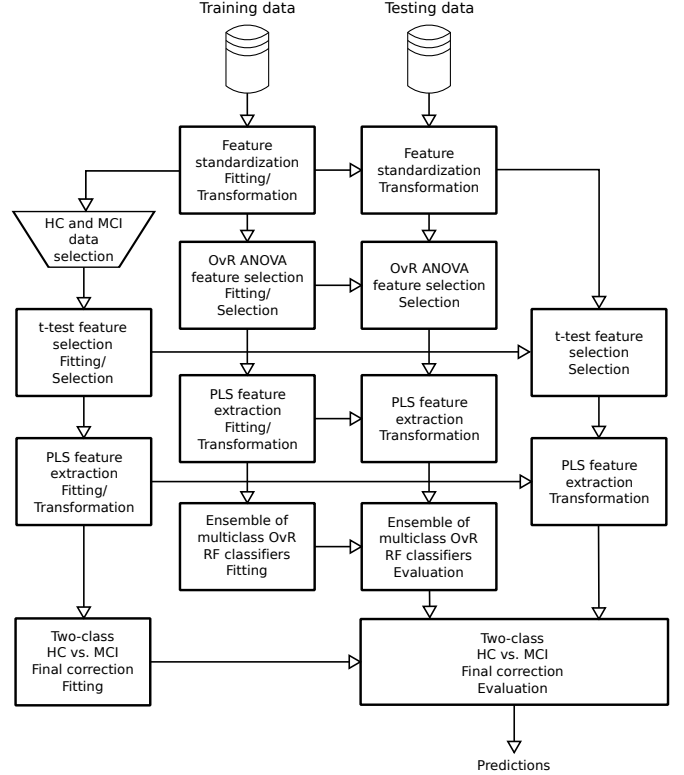 Training data
Testing data
Feature
standardization
Fitting/
Transformation
Feature
standardization
Transformation
HC and MCI
data
selection
OvR ANOVA
feature selection
Fitting/
Selection
OvR ANOVA
feature selection
Selection
t-test feature
selection
Fitting/
Selection
t-test feature
selection
Selection
PLS feature
extraction
Fitting/
Transformation
PLS feature
extraction
Transformation
PLS feature
extraction
Fitting/
Transformation
PLS feature
extraction
Transformation
Ensemble of
multiclass OvR
RF classifiers
Fitting
Ensemble of
multiclass OvR
RF classifiers
Evaluation
Two-class
HC vs. MCI
Final correction
Fitting
Two-class
HC vs. MCI
Final correction
Evaluation
Predictions